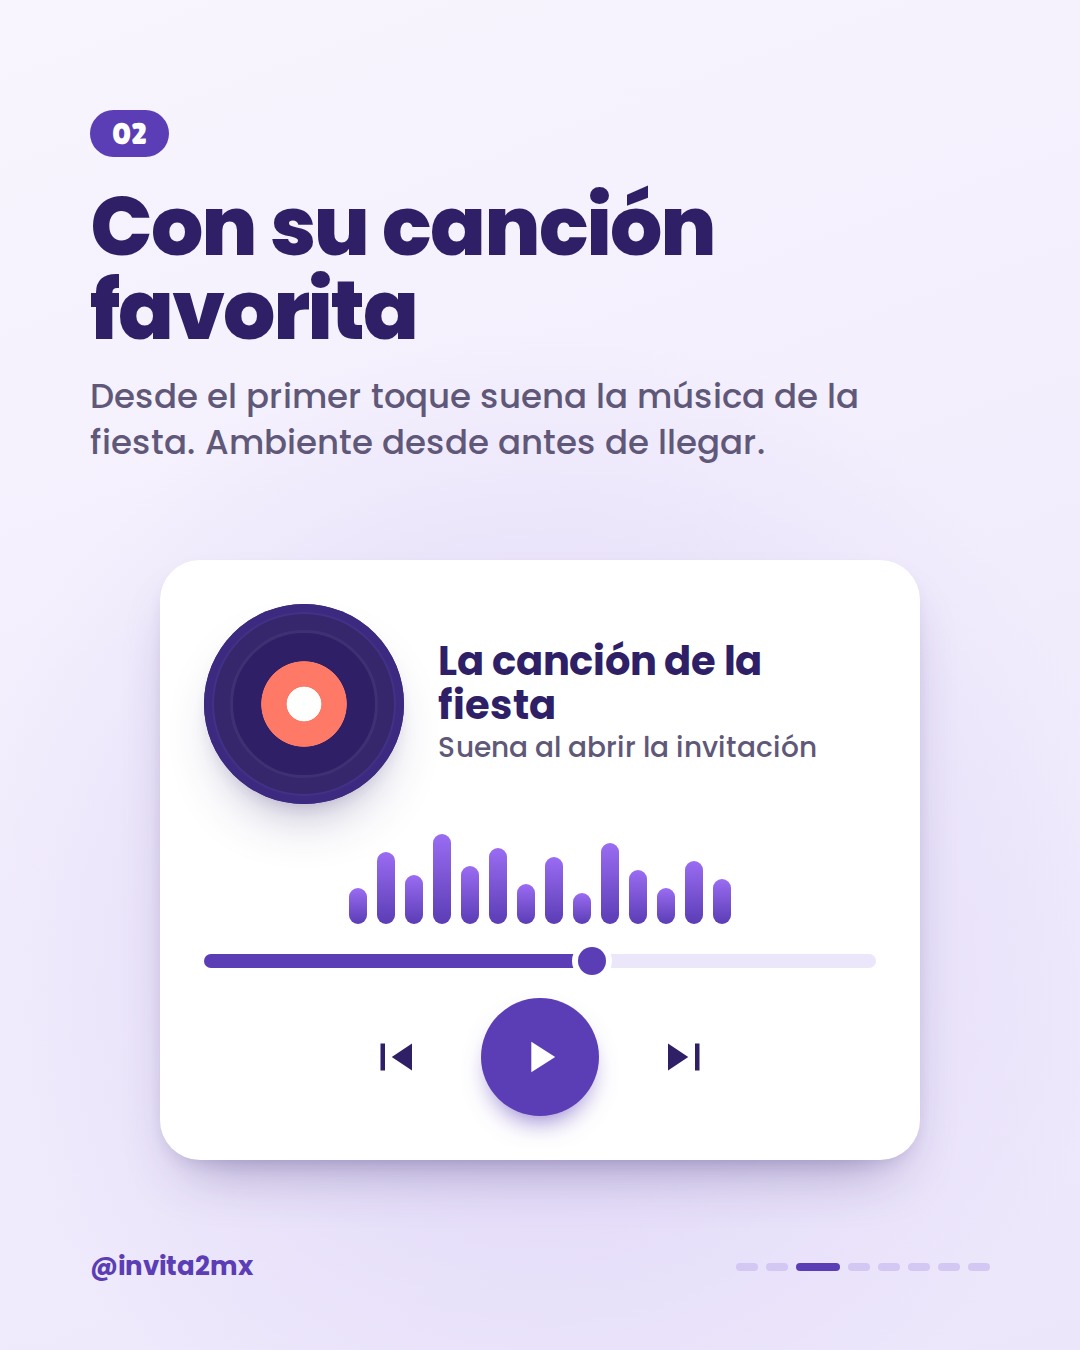 02
Con su canción
favorita
Desde el primer toque suena la música de la
fiesta. Ambiente desde antes de llegar.
La canción de la
fiesta
Suena al abrir la invitación
@invita2mx